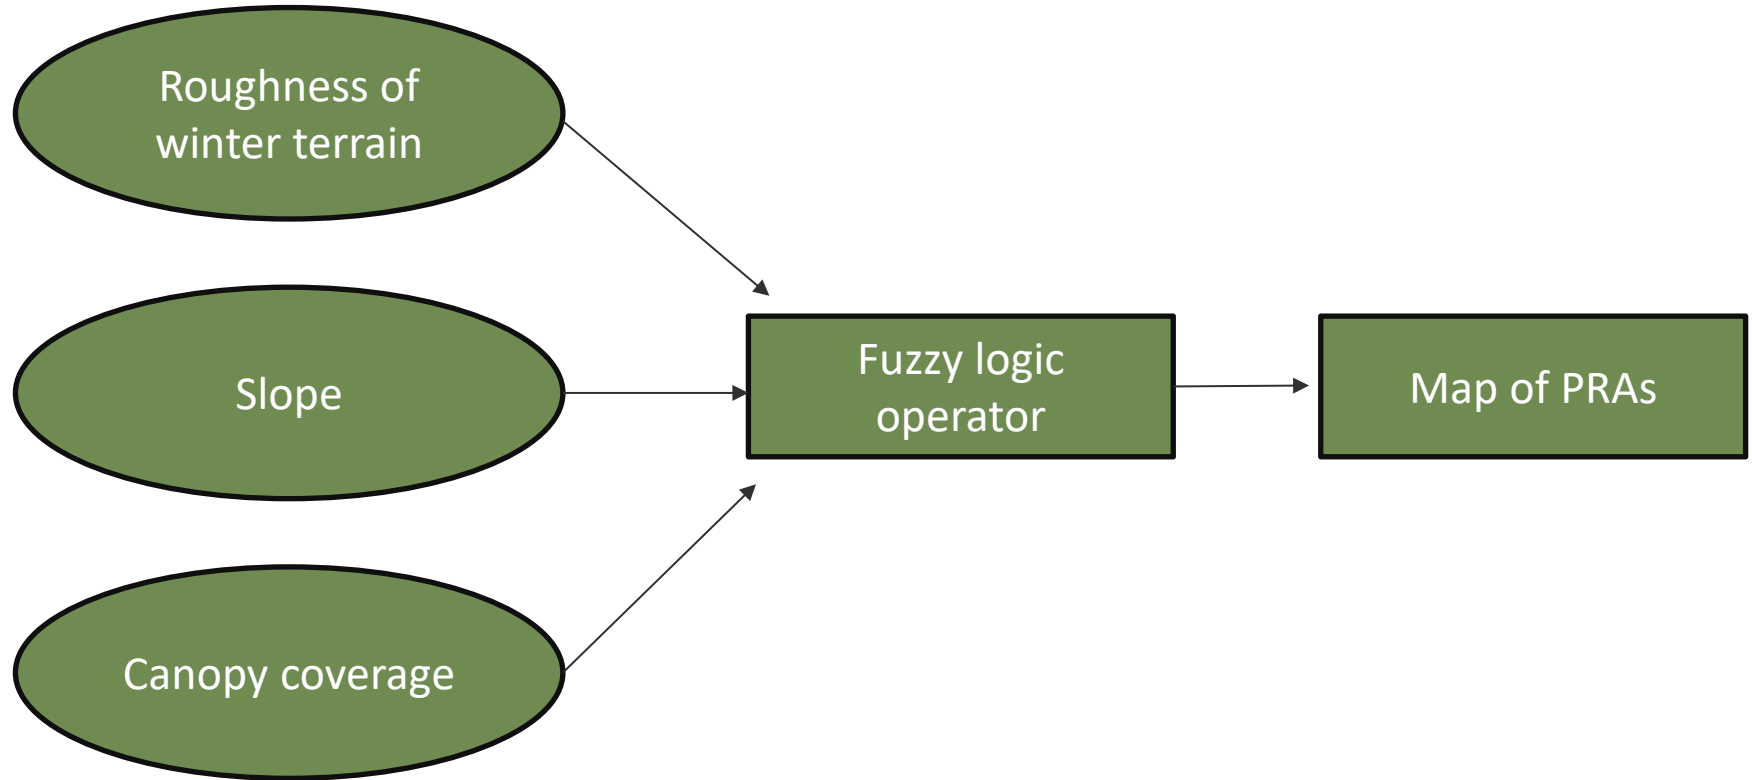 Roughness of
winter terrain
Slope
Fuzzy logic
operator
Map of PRAs
Canopy coverage